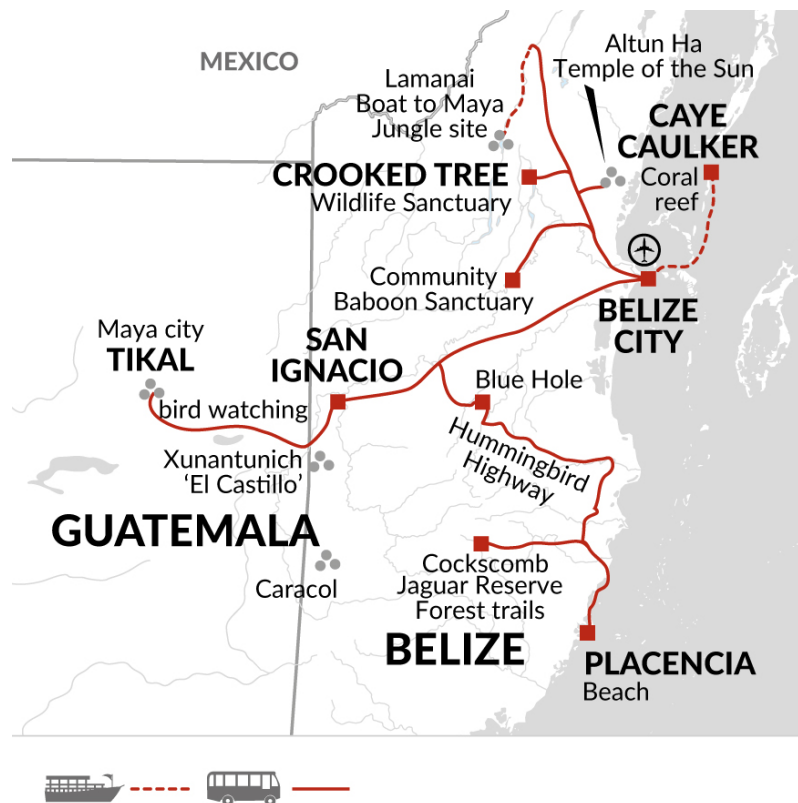 MEXICO
Altun Ha
Temple of the Sun
Lamanai
Boat to Maya
Jungle site
CAYE
CAULKER
Coral
reef
CROOKED TREE
Wildlife Sanctuary
Community
Baboon Sanctuary
BELIZE
CITY
Maya city
TIKAL
bird watching
SAN
IGNACIO
Blue Hole
Hummingbird
Highway
Xunantunich
‘El Castillo’
GUATEMALA
Caracol
Cockscomb
Jaguar Reserve
Forest trails
BELIZE
PLACENCIA
Beach